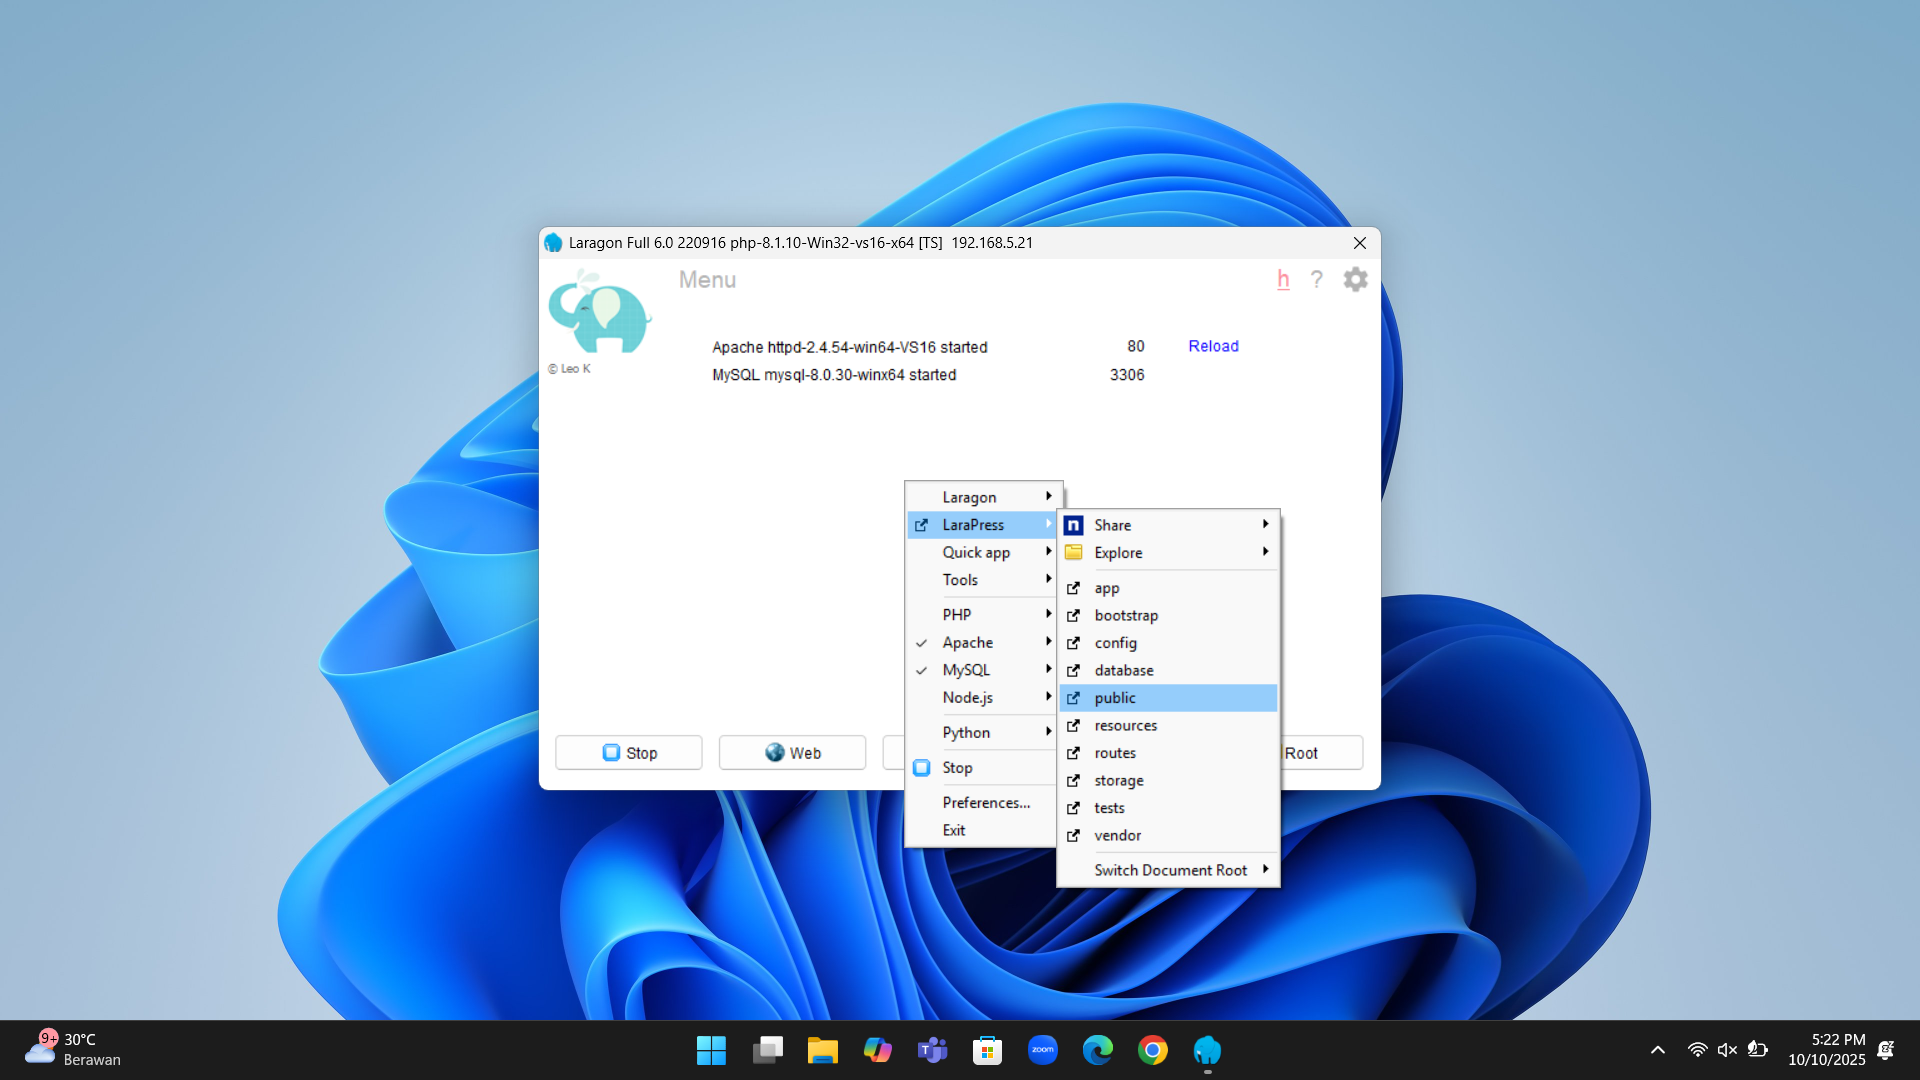 Laragon Full 6.0 220916 php-8.1.10-Win32-vs16-x64 [TS] 192.168.5.21
Menu
h ?
© Leo K
Apache httpd-2.4.54-win64-VS16 started 80 Reload
MySQL mysql-8.0.30-winx64 started 3306
Stop
Web
Root
Laragon
LaraPress
Quick app
Tools
PHP
Apache
MySQL
Node.js
Python
Stop
Preferences...
Exit
n Share
Explore
app
bootstrap
config
database
public
resources
routes
storage
tests
vendor
Switch Document Root
9+
30°C
Berawan
T
zoom
5:22 PM
10/10/2025